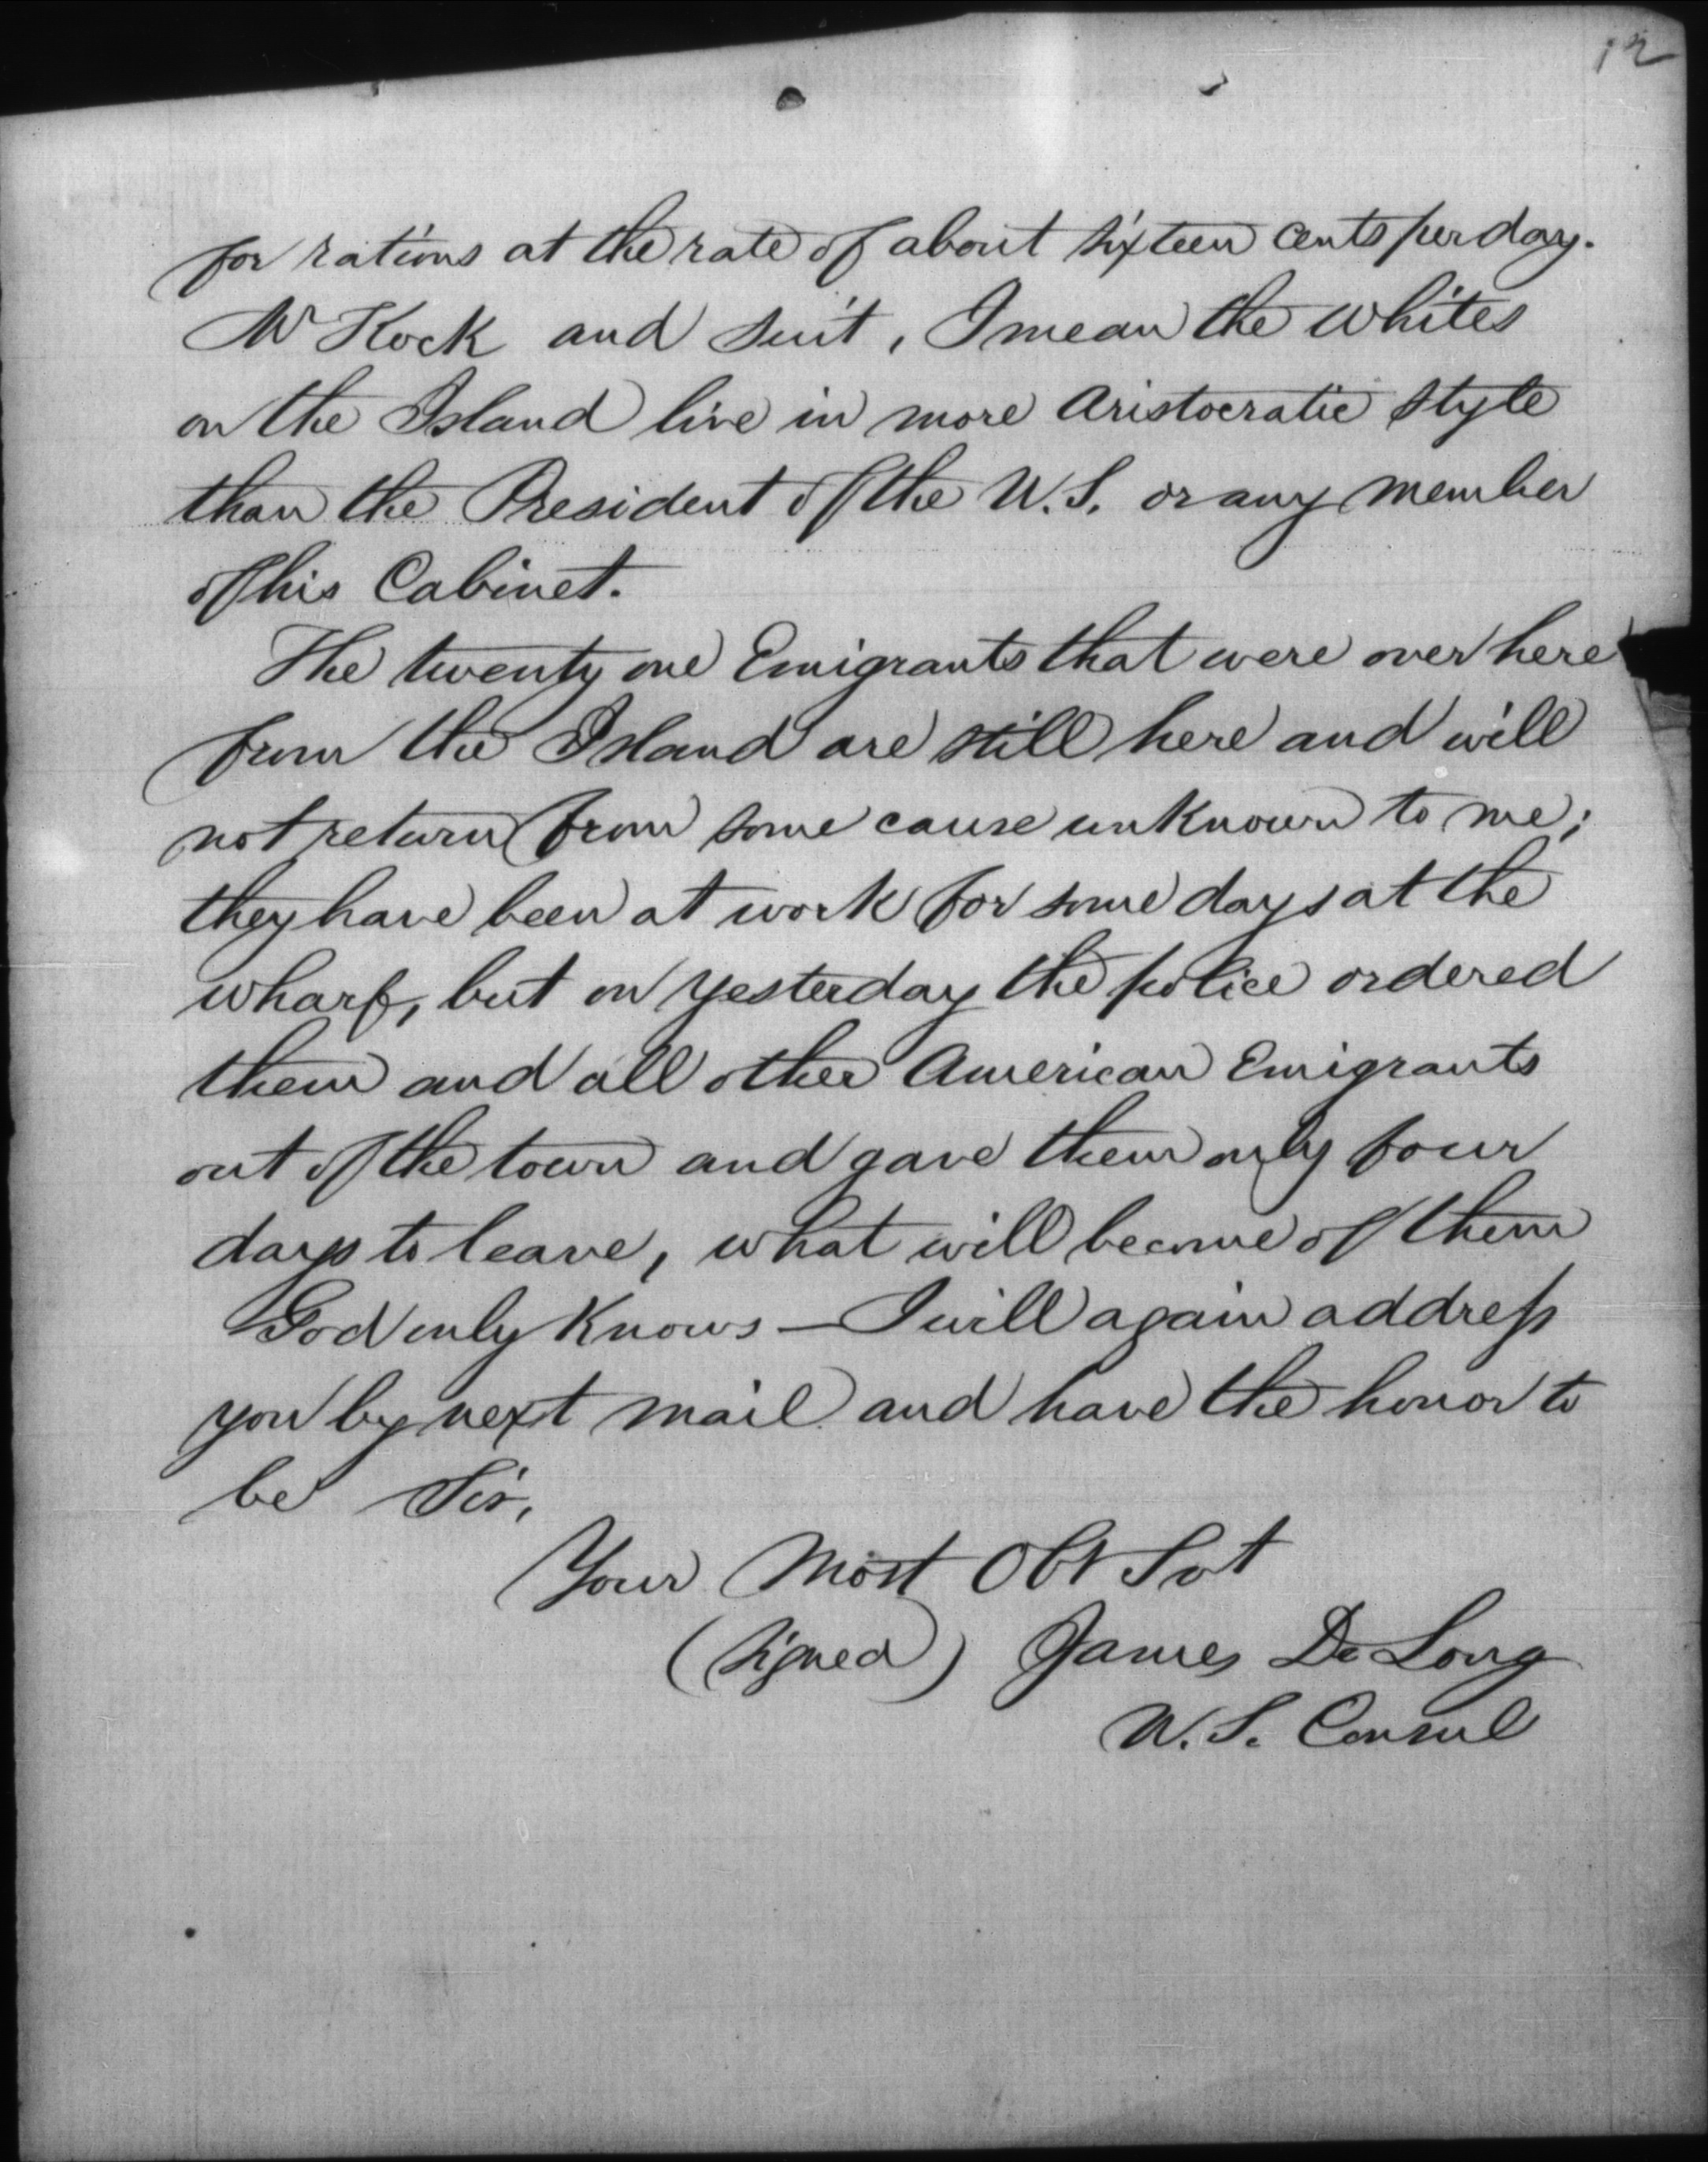 12
for rations at the rate of about sixteen cents per day.
Mr Kock and suit, I mean the whites
on the Island live in more Aristocratic style
than the President of the U.S. or any member
of his Cabinet.
The twenty one Emigrants that were over here
from the Island are still here and will
not return from some cause unknown to me;
they have been at work for some days at the
wharf, but on yesterday the police ordered
them and all other American Emigrants
out of the town and gave them only four
days to leave, what will become of them
God only knows — I will again address
you by next mail and have the honor to
be Sir,
Your Most Obt Svt
(signed) James De Long
U.S. Consul